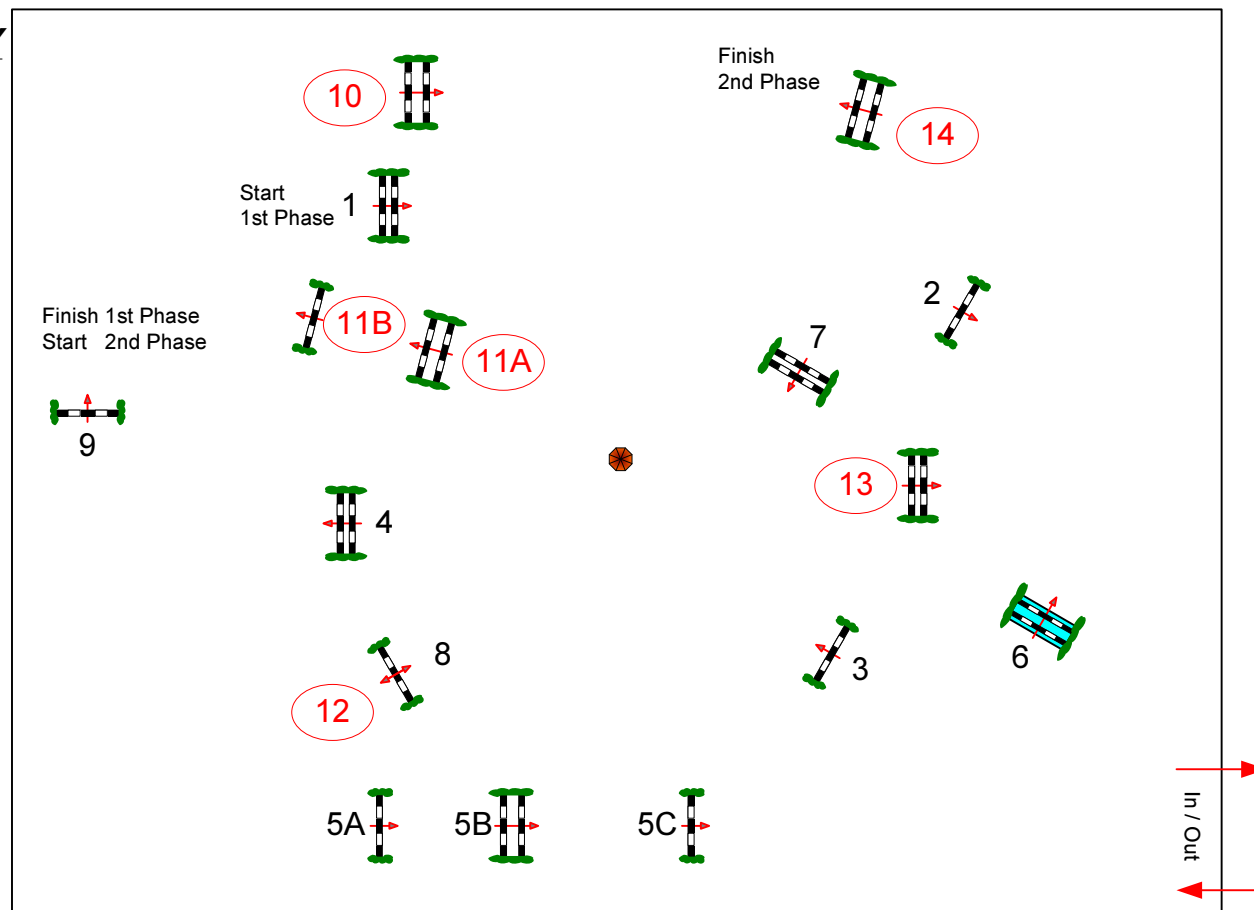 10
Finish
2nd Phase
14
Start
1st Phase
1
2
Finish 1st Phase
Start 2nd Phase
11B
11A
7
9
13
4
8
3
6
12
5A
5B
5C
In / Out